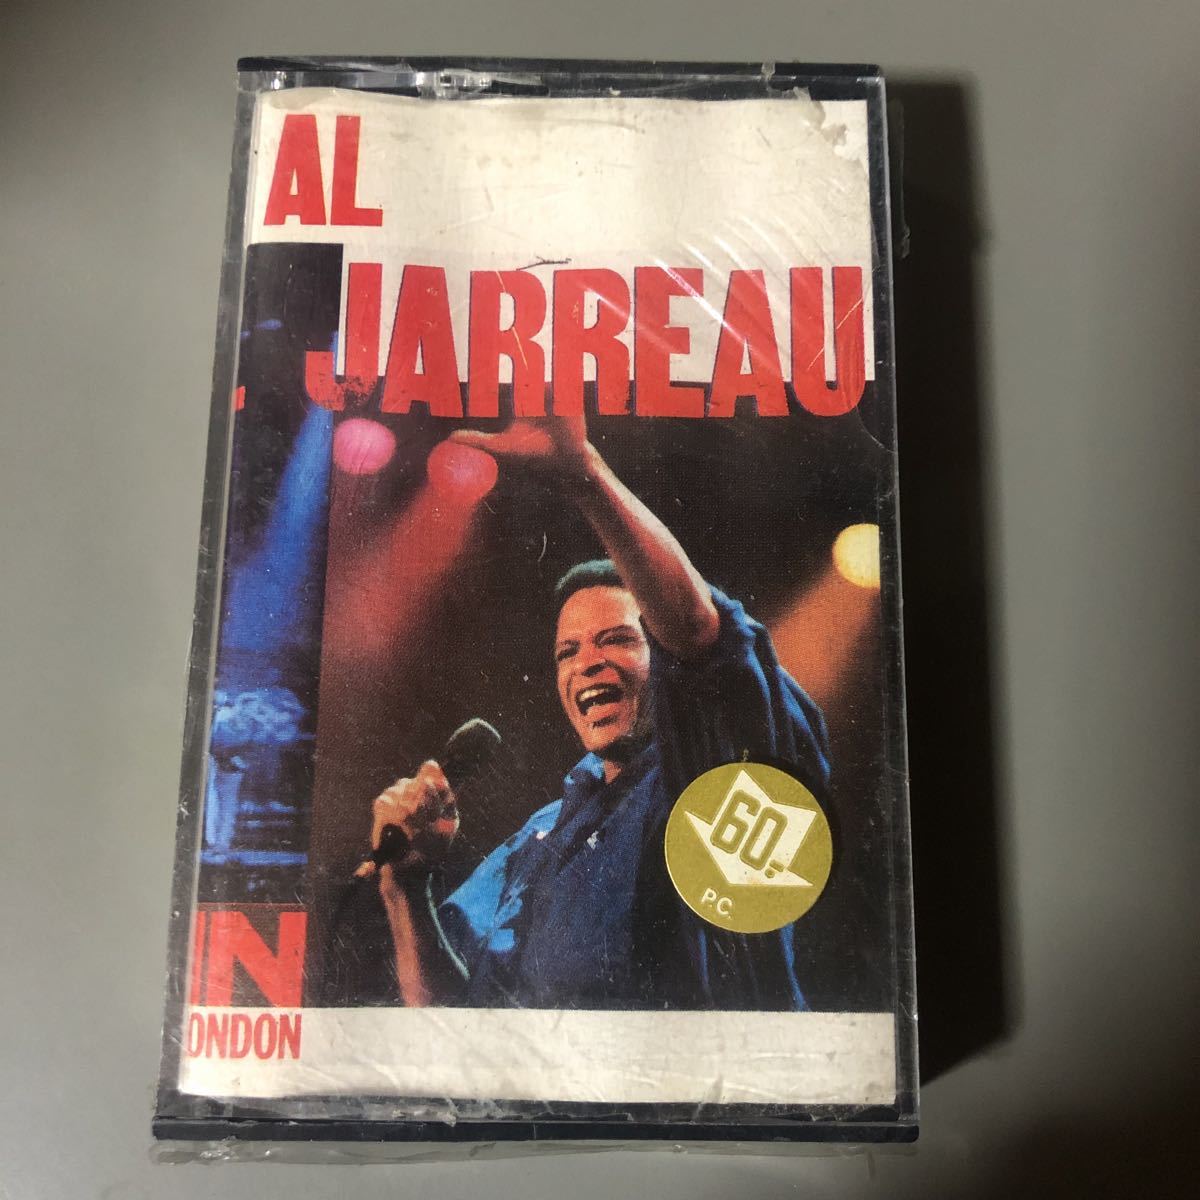 AL
JARREAU
60.-
P.C.
IN
ONDON